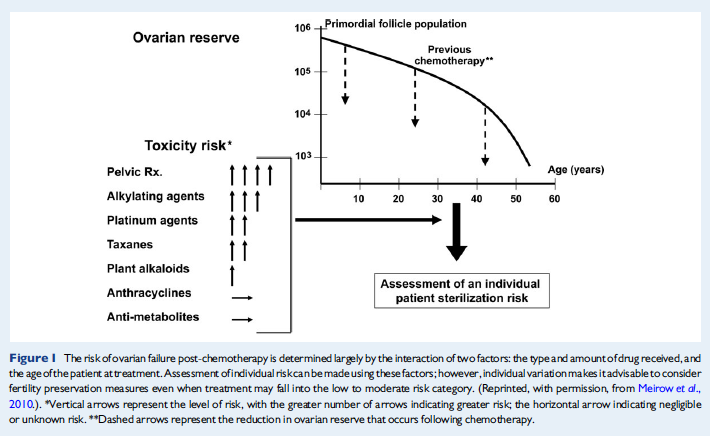 Ovarian reserve
10⁶
Primordial follicle population
Previous
chemotherapy**
10⁵
10⁴
10³
Age (years)
10 20 30 40 50 60
Toxicity risk*
Pelvic Rx.
Alkylating agents
Platinum agents
Taxanes
Plant alkaloids
Anthracyclines
Anti-metabolites
Assessment of an individual
patient sterilization risk
Figure 1 The risk of ovarian failure post-chemotherapy is determined largely by the interaction of two factors: the type and amount of drug received, and
the age of the patient at treatment. Assessment of individual risk can be made using these factors; however, individual variation makes it advisable to consider
fertility preservation measures even when treatment may fall into the low to moderate risk category. (Reprinted, with permission, from Meirow et al.,
2010.). *Vertical arrows represent the level of risk, with the greater number of arrows indicating greater risk; the horizontal arrow indicating negligible
or unknown risk. **Dashed arrows represent the reduction in ovarian reserve that occurs following chemotherapy.